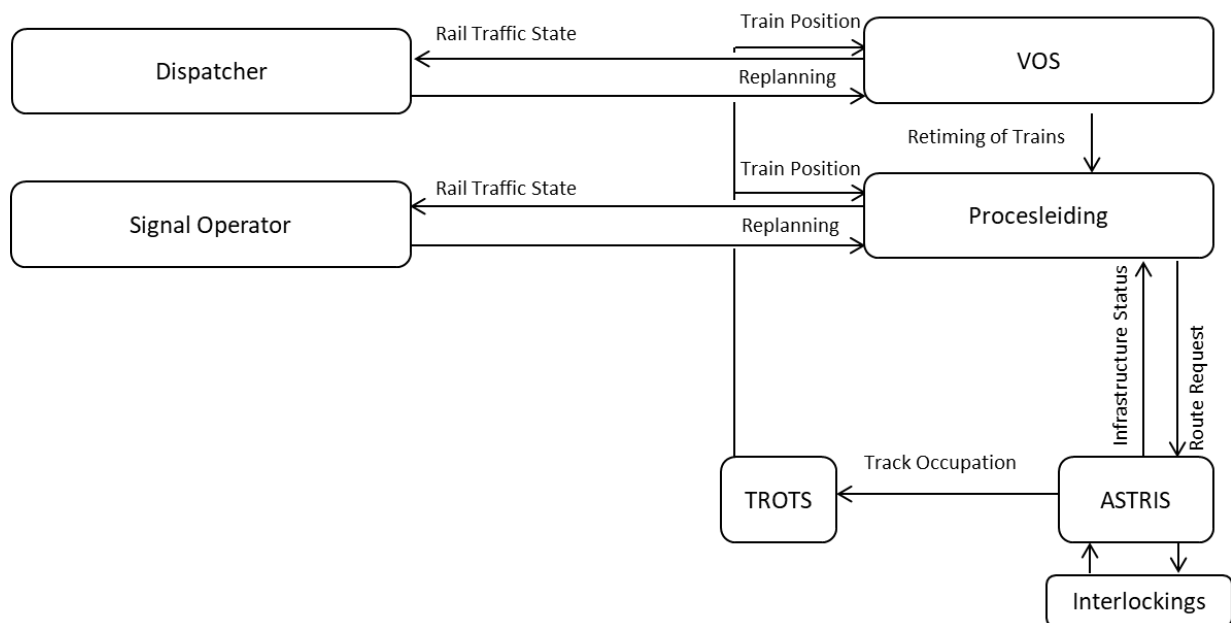 Train Position
Rail Traffic State
Dispatcher
VOS
Replanning
Retiming of Trains
Train Position
Rail Traffic State
Signal Operator
Procesleiding
Replanning
Infrastructure Status
Route Request
Track Occupation
TROTS
ASTRIS
Interlockings